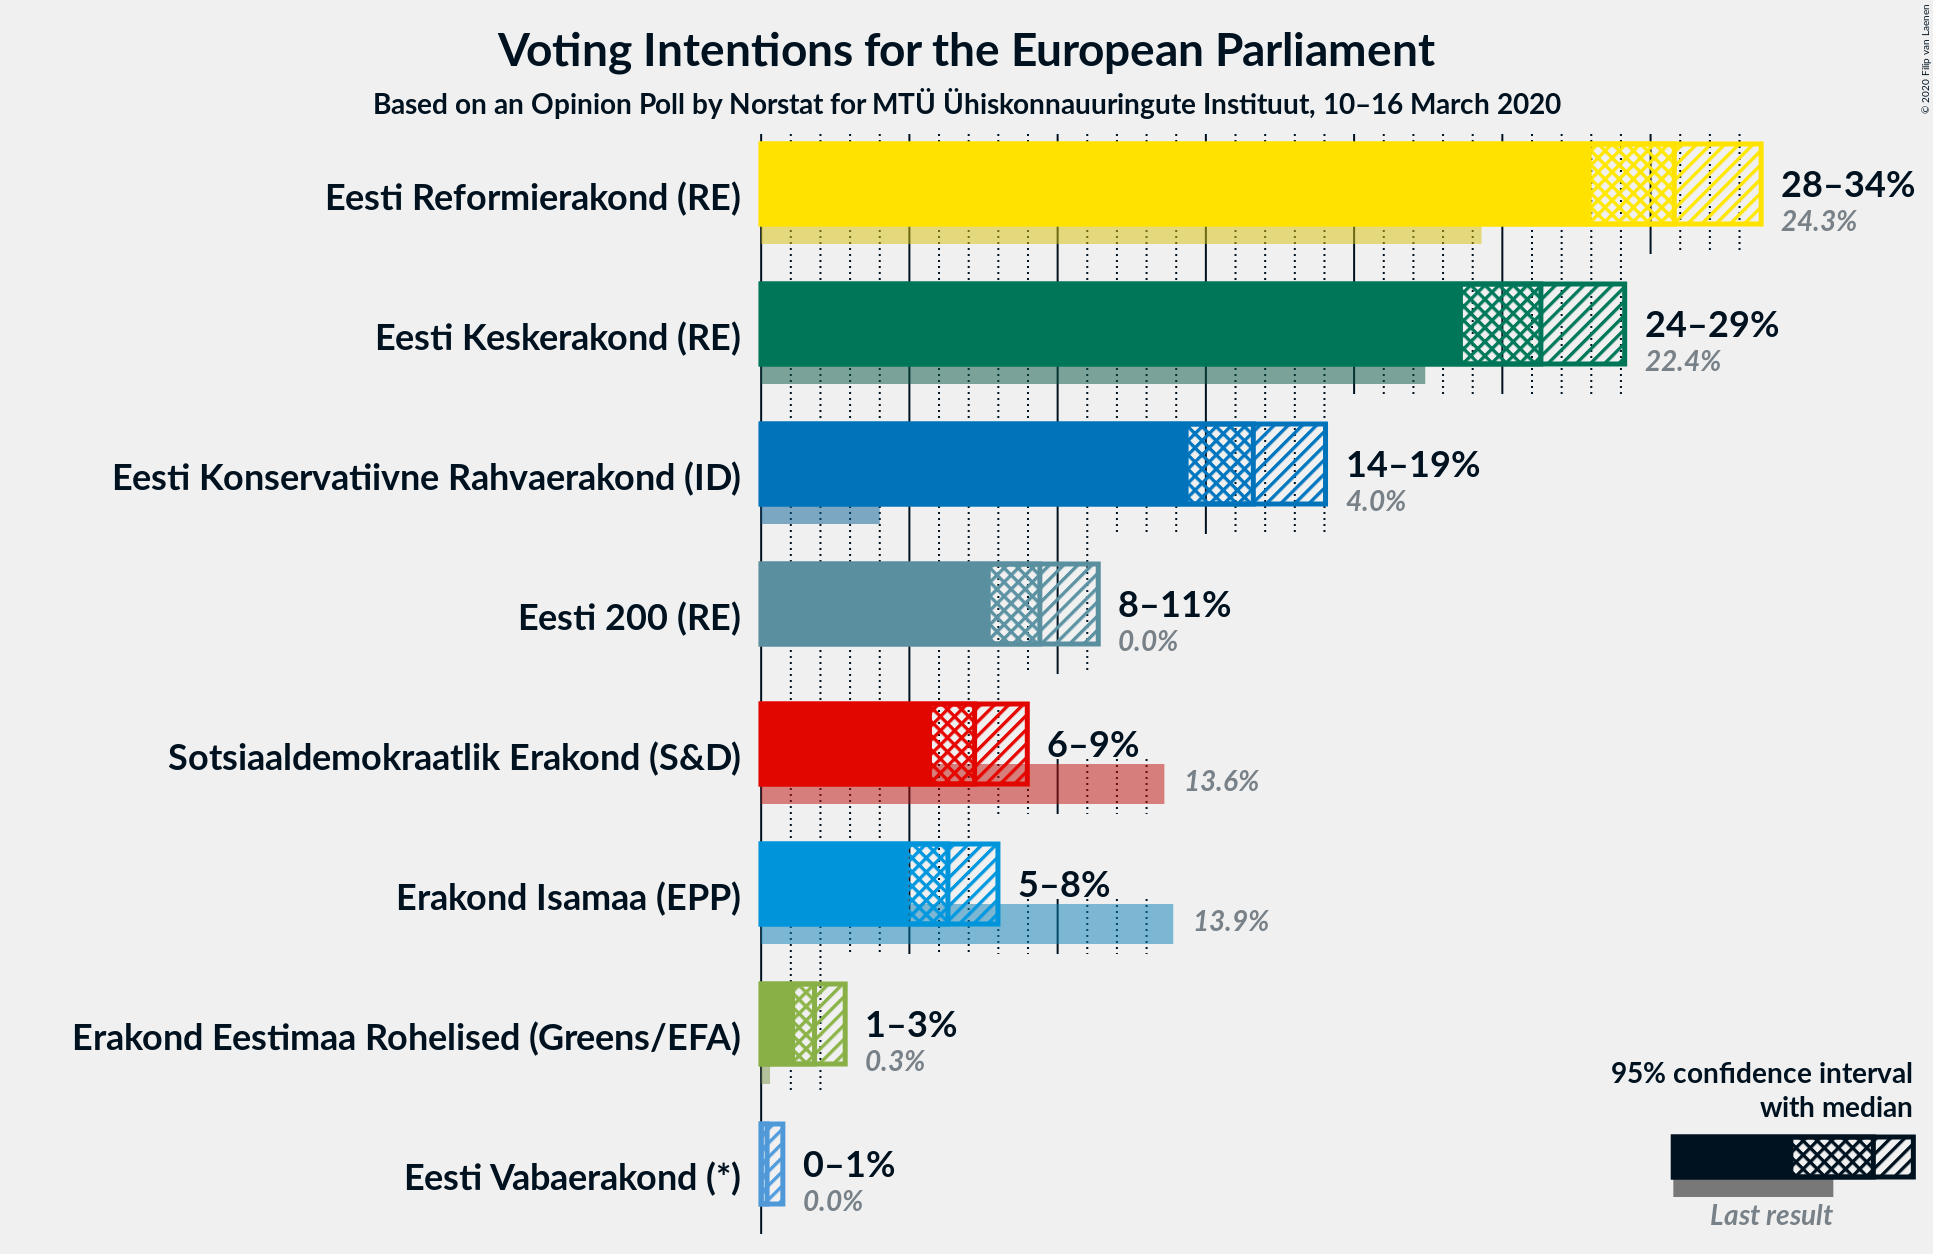 Voting Intentions for the European Parliament
Based on an Opinion Poll by Norstat for MTÜ Ühiskonnauuringute Instituut, 10–16 March 2020
© 2020 Filip van Laenen
Eesti Reformierakond (RE)
28–34%
24.3%
Eesti Keskerakond (RE)
24–29%
22.4%
Eesti Konservatiivne Rahvaerakond (ID)
14–19%
4.0%
Eesti 200 (RE)
8–11%
0.0%
Sotsiaaldemokraatlik Erakond (S&D)
6–9%
13.6%
Erakond Isamaa (EPP)
5–8%
13.9%
Erakond Eestimaa Rohelised (Greens/EFA)
1–3%
0.3%
Eesti Vabaerakond (*)
0–1%
0.0%
95% confidence interval
with median
Last result